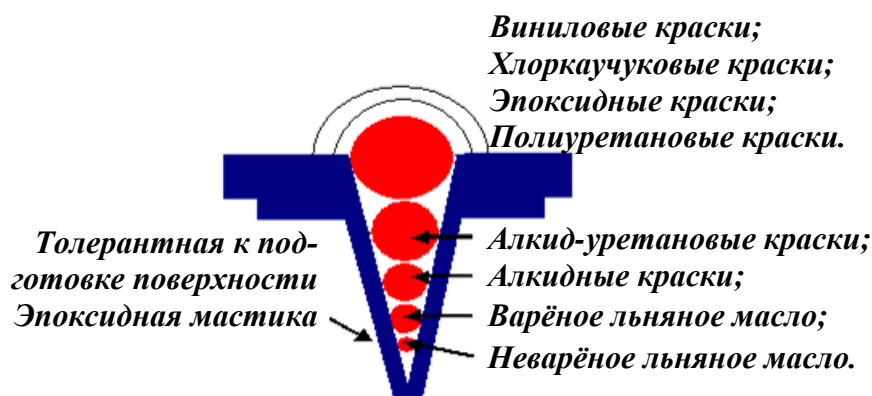 Виниловые краски;
Хлоркаучуковые краски;
Эпоксидные краски;
Полиуретановые краски.
Толерантная к под-
готовке поверхности
Эпоксидная мастика
Алкид-уретановые краски;
Алкидные краски;
Варёное льняное масло;
Неварёное льняное масло.